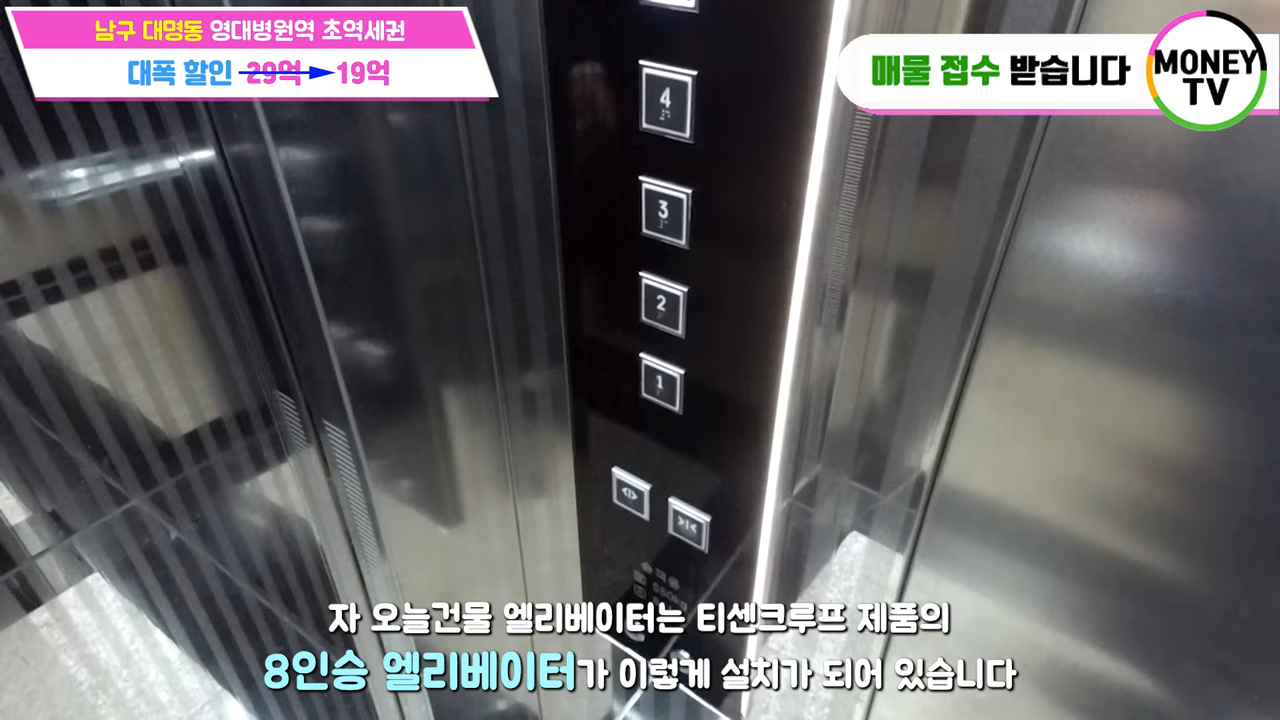 남구 대명동 영대병원역 초역세권
대폭 할인 29억 19억
매물 접수 받습니다
MONEY
TV
4
3
2
1
자 오늘건물 엘리베이터는 티센크루프 제품의
8인승 엘리베이터가 이렇게 설치가 되어 있습니다